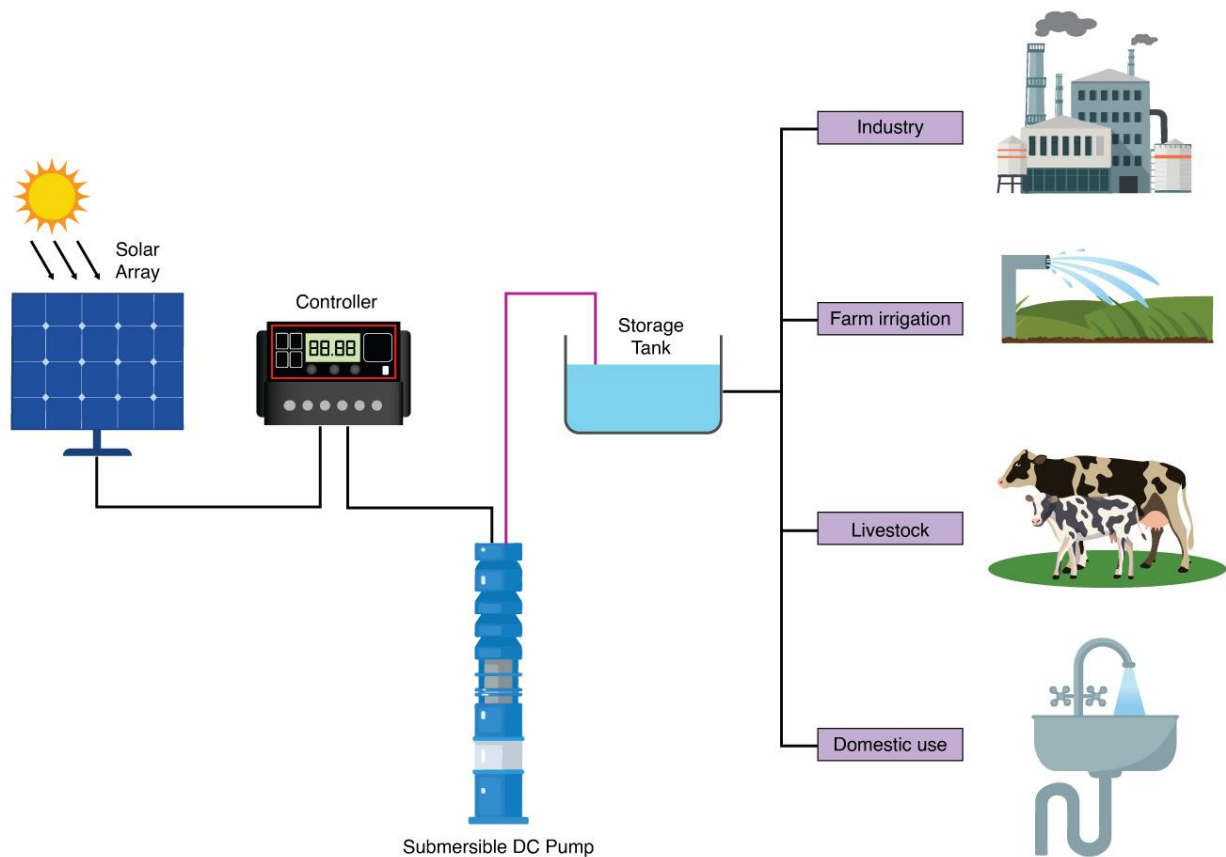 Solar
Array
Controller
88.88
Storage
Tank
Submersible DC Pump
Industry
Farm irrigation
Livestock
Domestic use